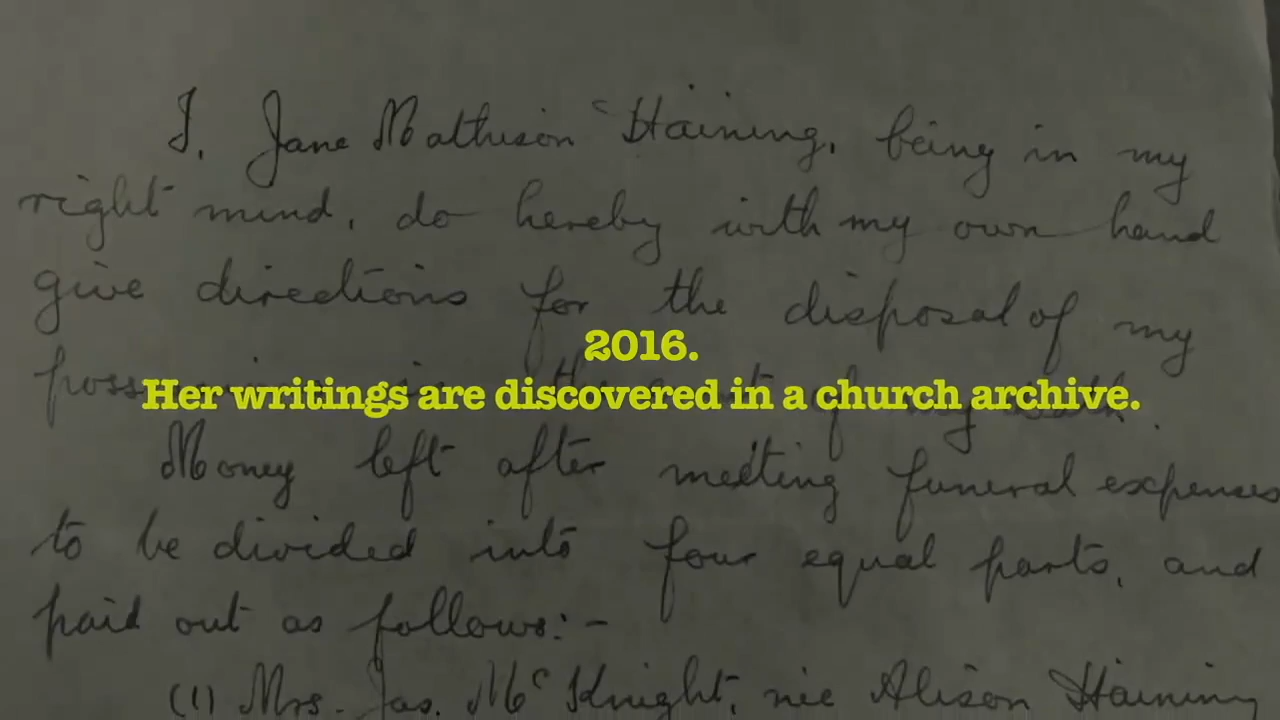 I, Jane Mathison Haining, being in my
right mind, do hereby with my own hand
give directions for the disposal of my
2016.
Her writings are discovered in a church archive.
Money left after meeting funeral expenses
to be divided into four equal parts, and
paid out as follows:-
(1) Mrs. Jas. McKnight, née Alison Haining